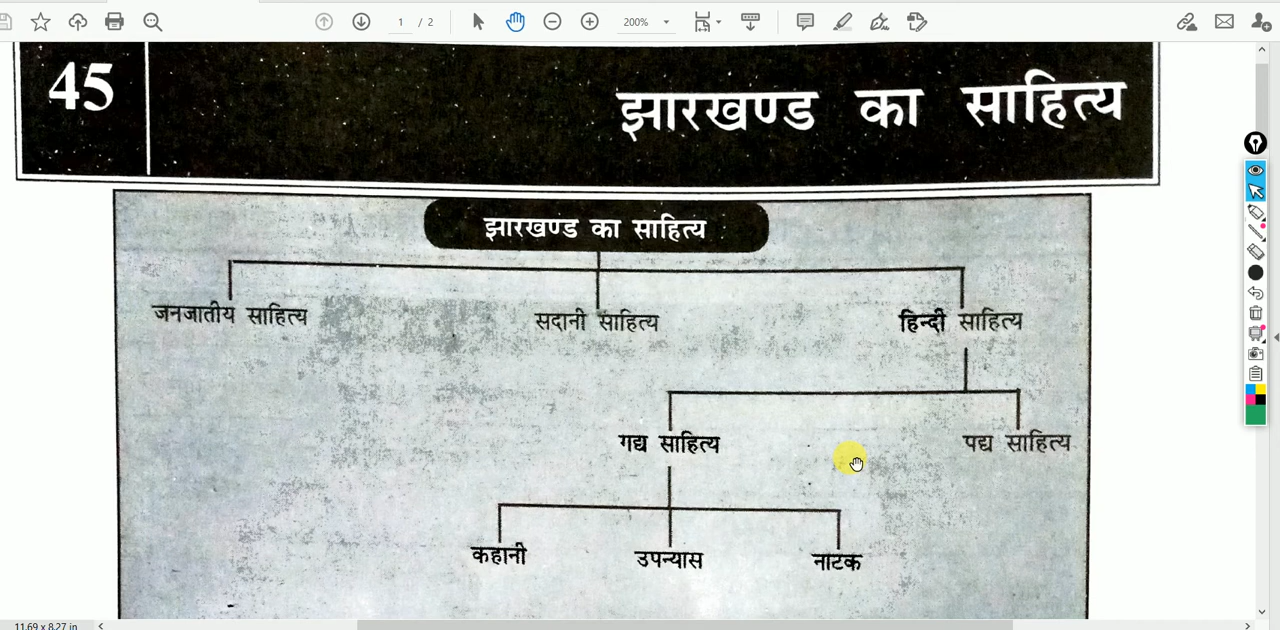 1 / 2
200%
45
झारखण्ड का साहित्य
झारखण्ड का साहित्य
जनजातीय साहित्य
सदानी साहित्य
हिन्दी साहित्य
गद्य साहित्य
पद्य साहित्य
कहानी
उपन्यास
नाटक
11.69 x 8.27 in